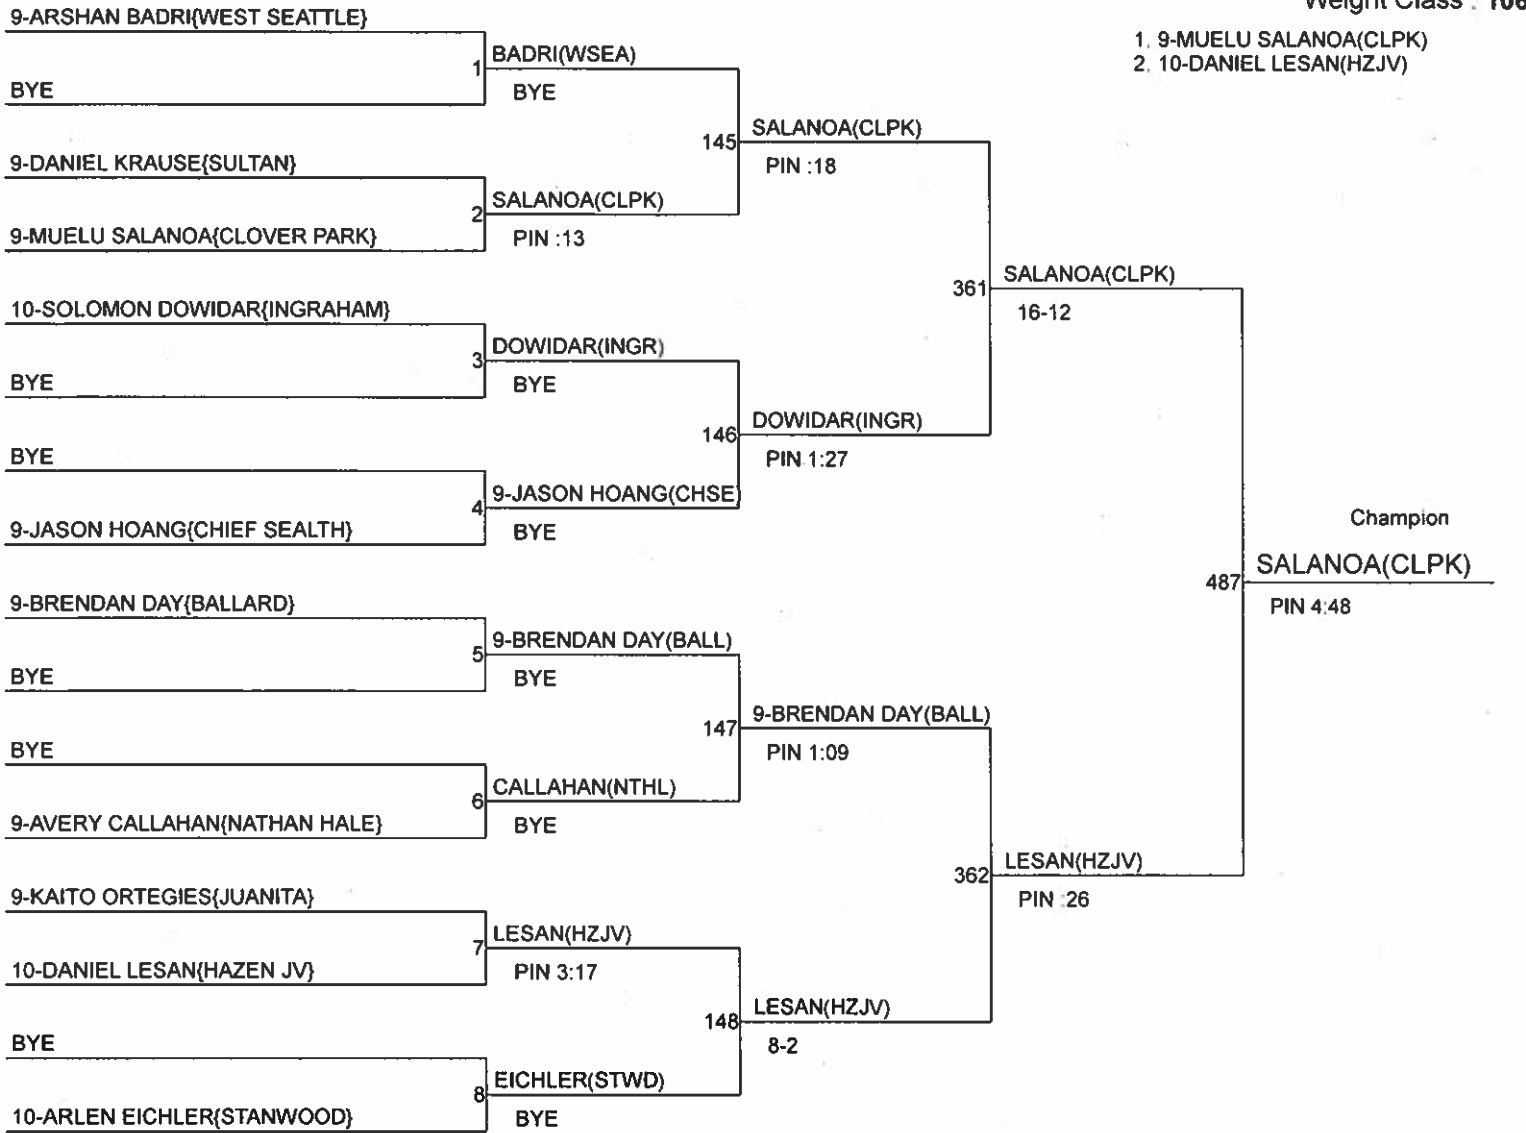 Weight Class : 106
1. 9-MUELU SALANOA(CLPK)
2. 10-DANIEL LESAN(HZJV)
9-ARSHAN BADRI{WEST SEATTLE}
1
BADRI(WSEA)
BYE
BYE
145
SALANOA(CLPK)
PIN :18
9-DANIEL KRAUSE{SULTAN}
2
SALANOA(CLPK)
9-MUELU SALANOA{CLOVER PARK}
PIN :13
361
SALANOA(CLPK)
16-12
10-SOLOMON DOWIDAR{INGRAHAM}
3
DOWIDAR(INGR)
BYE
BYE
146
DOWIDAR(INGR)
PIN 1:27
BYE
4
9-JASON HOANG(CHSE)
9-JASON HOANG{CHIEF SEALTH}
BYE
Champion
487
SALANOA(CLPK)
PIN 4:48
9-BRENDAN DAY{BALLARD}
5
9-BRENDAN DAY(BALL)
BYE
BYE
147
9-BRENDAN DAY(BALL)
PIN 1:09
BYE
6
CALLAHAN(NTHL)
9-AVERY CALLAHAN{NATHAN HALE}
BYE
362
LESAN(HZJV)
PIN :26
9-KAITO ORTEGIES{JUANITA}
7
LESAN(HZJV)
10-DANIEL LESAN{HAZEN JV}
PIN 3:17
148
LESAN(HZJV)
8-2
BYE
8
EICHLER(STWD)
10-ARLEN EICHLER{STANWOOD}
BYE